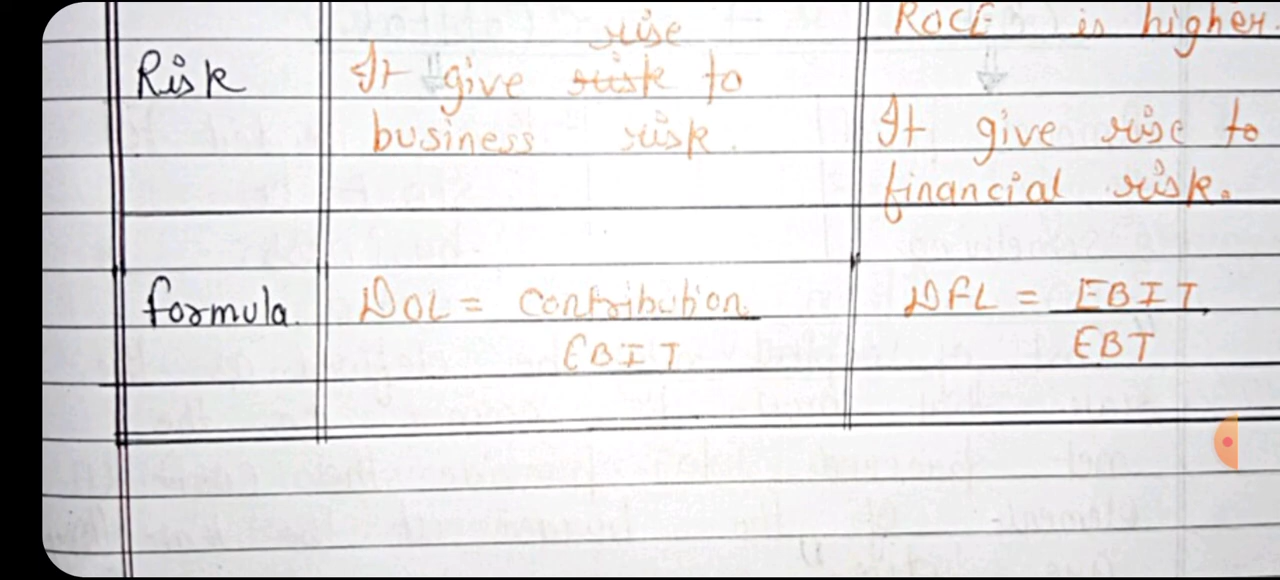 ROCE is higher.
Risk
It give risk rise to
business risk.
It give rise to
financial risk.
formula.
DOL = Contribution
EBIT
DFL = EBIT
EBT